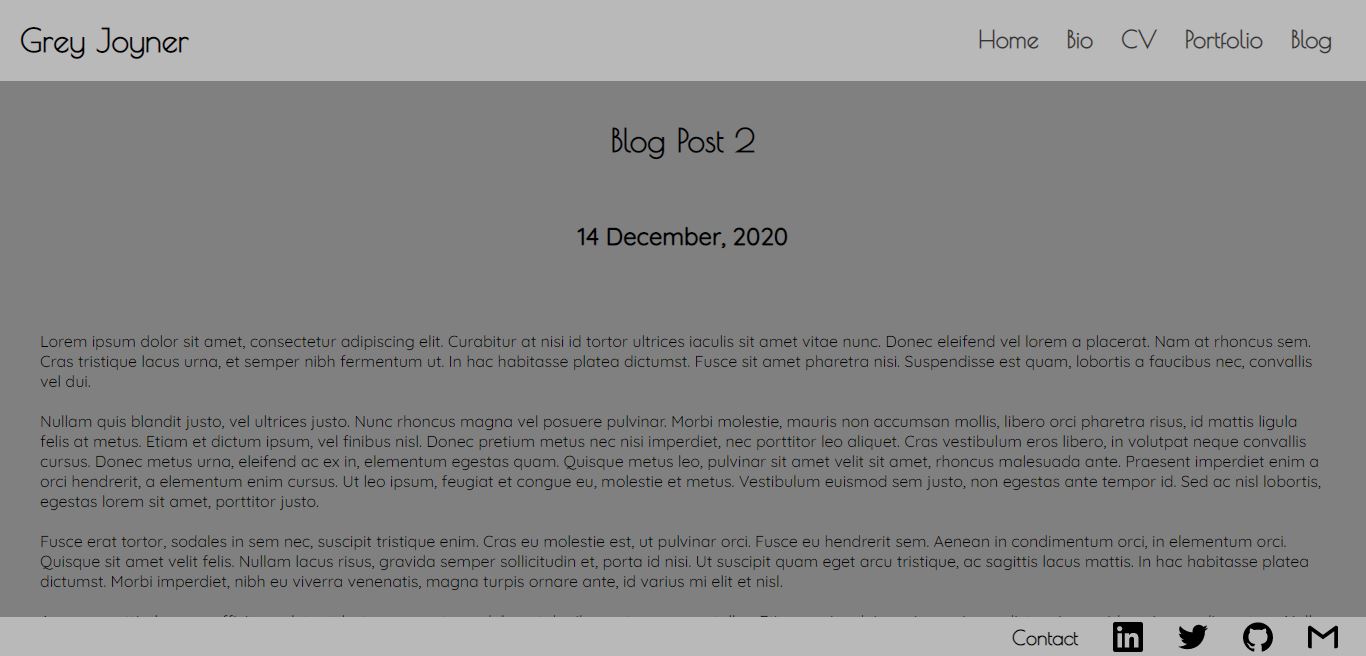 Grey Joyner
Home Bio CV Portfolio Blog
Blog Post 2
14 December, 2020
Lorem ipsum dolor sit amet, consectetur adipiscing elit. Curabitur at nisi id tortor ultrices iaculis sit amet vitae nunc. Donec eleifend vel lorem a placerat. Nam at rhoncus sem.
Cras tristique lacus urna, et semper nibh fermentum ut. In hac habitasse platea dictumst. Fusce sit amet pharetra nisi. Suspendisse est quam, lobortis a faucibus nec, convallis
vel dui.
Nullam quis blandit justo, vel ultrices justo. Nunc rhoncus magna vel posuere pulvinar. Morbi molestie, mauris non accumsan mollis, libero orci pharetra risus, id mattis ligula
felis at metus. Etiam et dictum ipsum, vel finibus nisl. Donec pretium metus nec nisi imperdiet, nec porttitor leo aliquet. Cras vestibulum eros libero, in volutpat neque convallis
cursus. Donec metus urna, eleifend ac ex in, elementum egestas quam. Quisque metus leo, pulvinar sit amet velit sit amet, rhoncus malesuada ante. Praesent imperdiet enim a
orci hendrerit, a elementum enim cursus. Ut leo ipsum, feugiat et congue eu, molestie et metus. Vestibulum euismod sem justo, non egestas ante tempor id. Sed ac nisl lobortis,
egestas lorem sit amet, porttitor justo.
Fusce erat tortor, sodales in sem nec, suscipit tristique enim. Cras eu molestie est, ut pulvinar orci. Fusce eu hendrerit sem. Aenean in condimentum orci, in elementum orci.
Quisque sit amet velit felis. Nullam lacus risus, gravida semper sollicitudin et, porta id nisi. Ut suscipit quam eget arcu tristique, ac sagittis lacus mattis. In hac habitasse platea
dictumst. Morbi imperdiet, nibh eu viverra venenatis, magna turpis ornare ante, id varius mi elit et nisl.
Contact